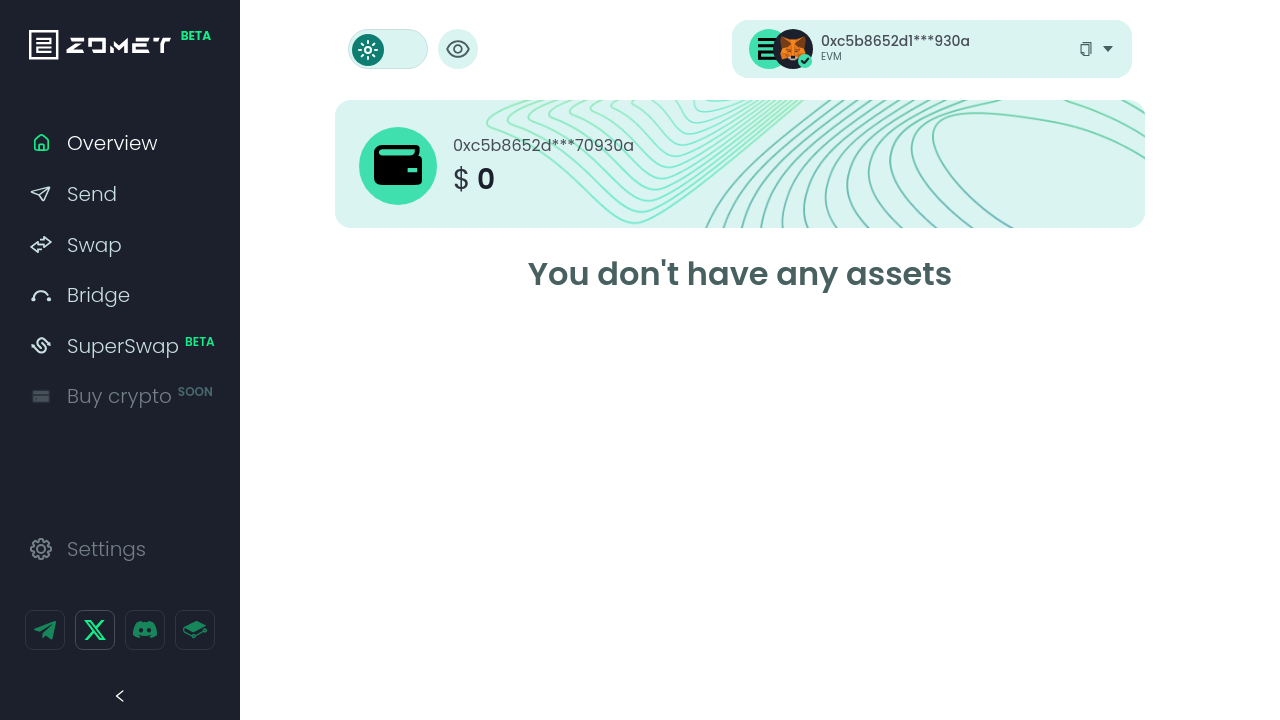 ZOMET BETA
Overview
Send
Swap
Bridge
SuperSwap BETA
Buy crypto SOON
Settings
0xc5b8652d1***930a
EVM
0xc5b8652d***70930a
$ 0
You don't have any assets